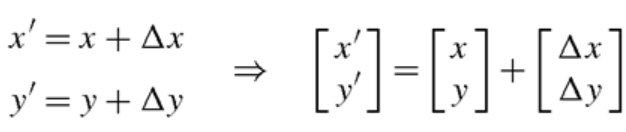 x′ = x + Δx
y′ = y + Δy
⇒
[x′ y′] = [x y] + [Δx Δy]